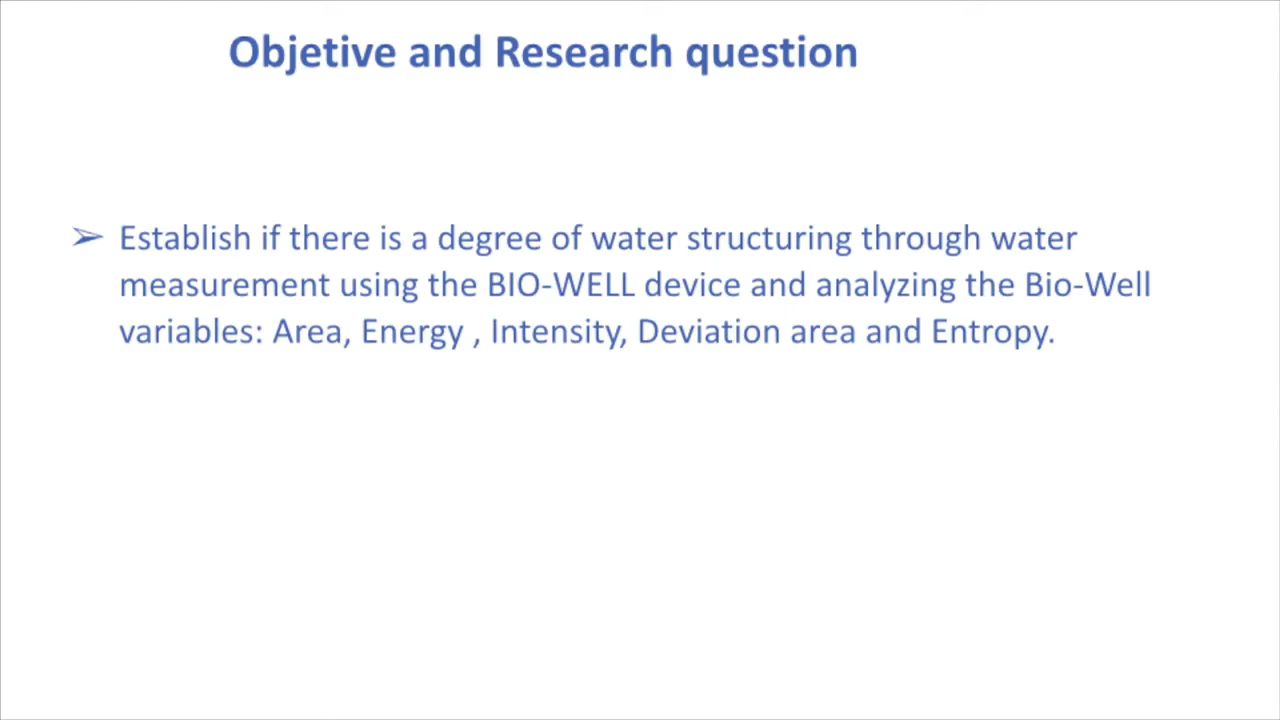 Objetive and Research question
➢ Establish if there is a degree of water structuring through water
measurement using the BIO-WELL device and analyzing the Bio-Well
variables: Area, Energy , Intensity, Deviation area and Entropy.